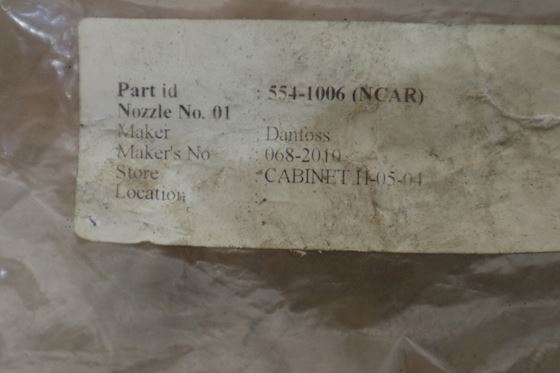 Part id : 554-1006 (NCAR)
Nozzle No. 01
Maker : Danfoss
Maker's No : 068-2010
Store : CABINET H-05-04
Location :